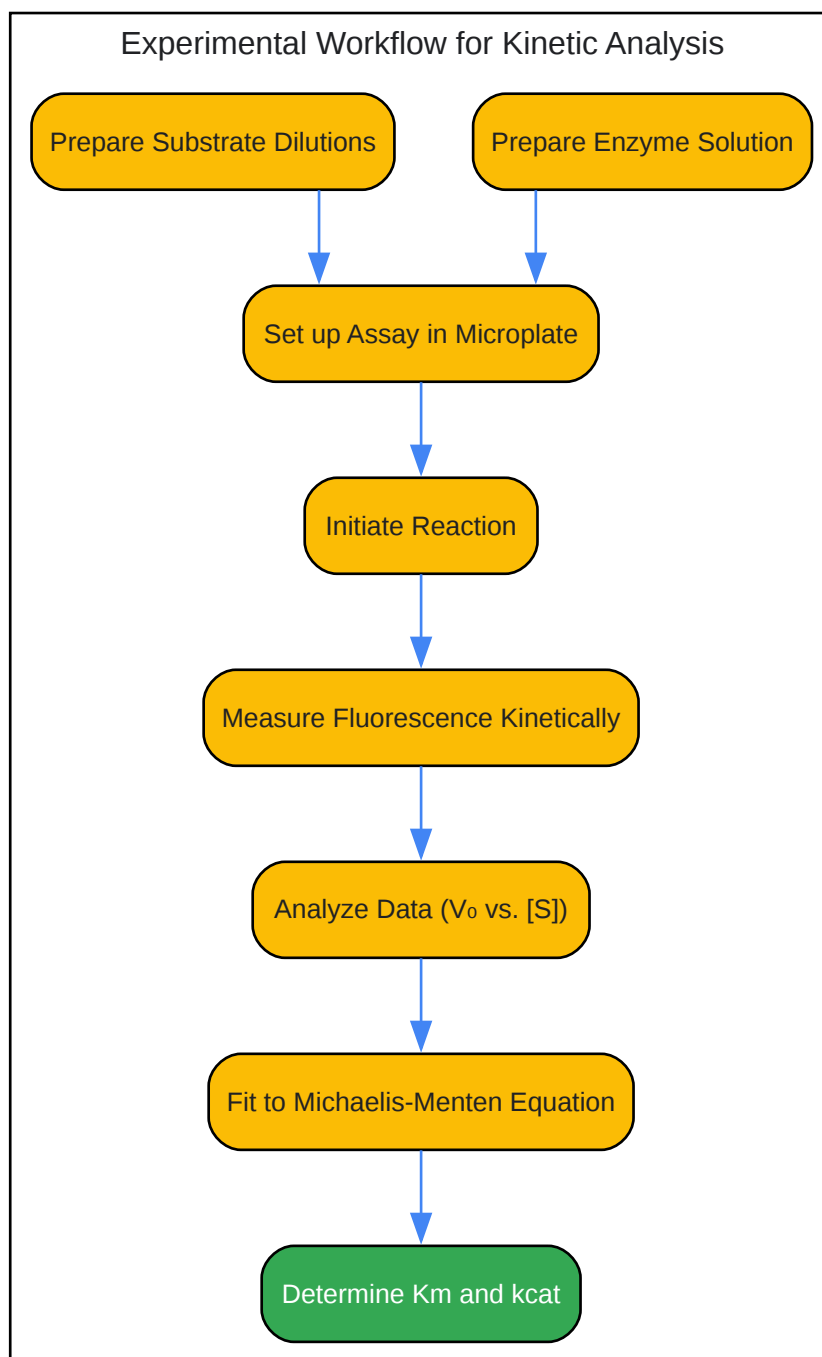 Experimental Workflow for Kinetic Analysis
Prepare Substrate Dilutions
Prepare Enzyme Solution
Set up Assay in Microplate
Initiate Reaction
Measure Fluorescence Kinetically
Analyze Data (V₀ vs. [S])
Fit to Michaelis-Menten Equation
Determine Km and kcat